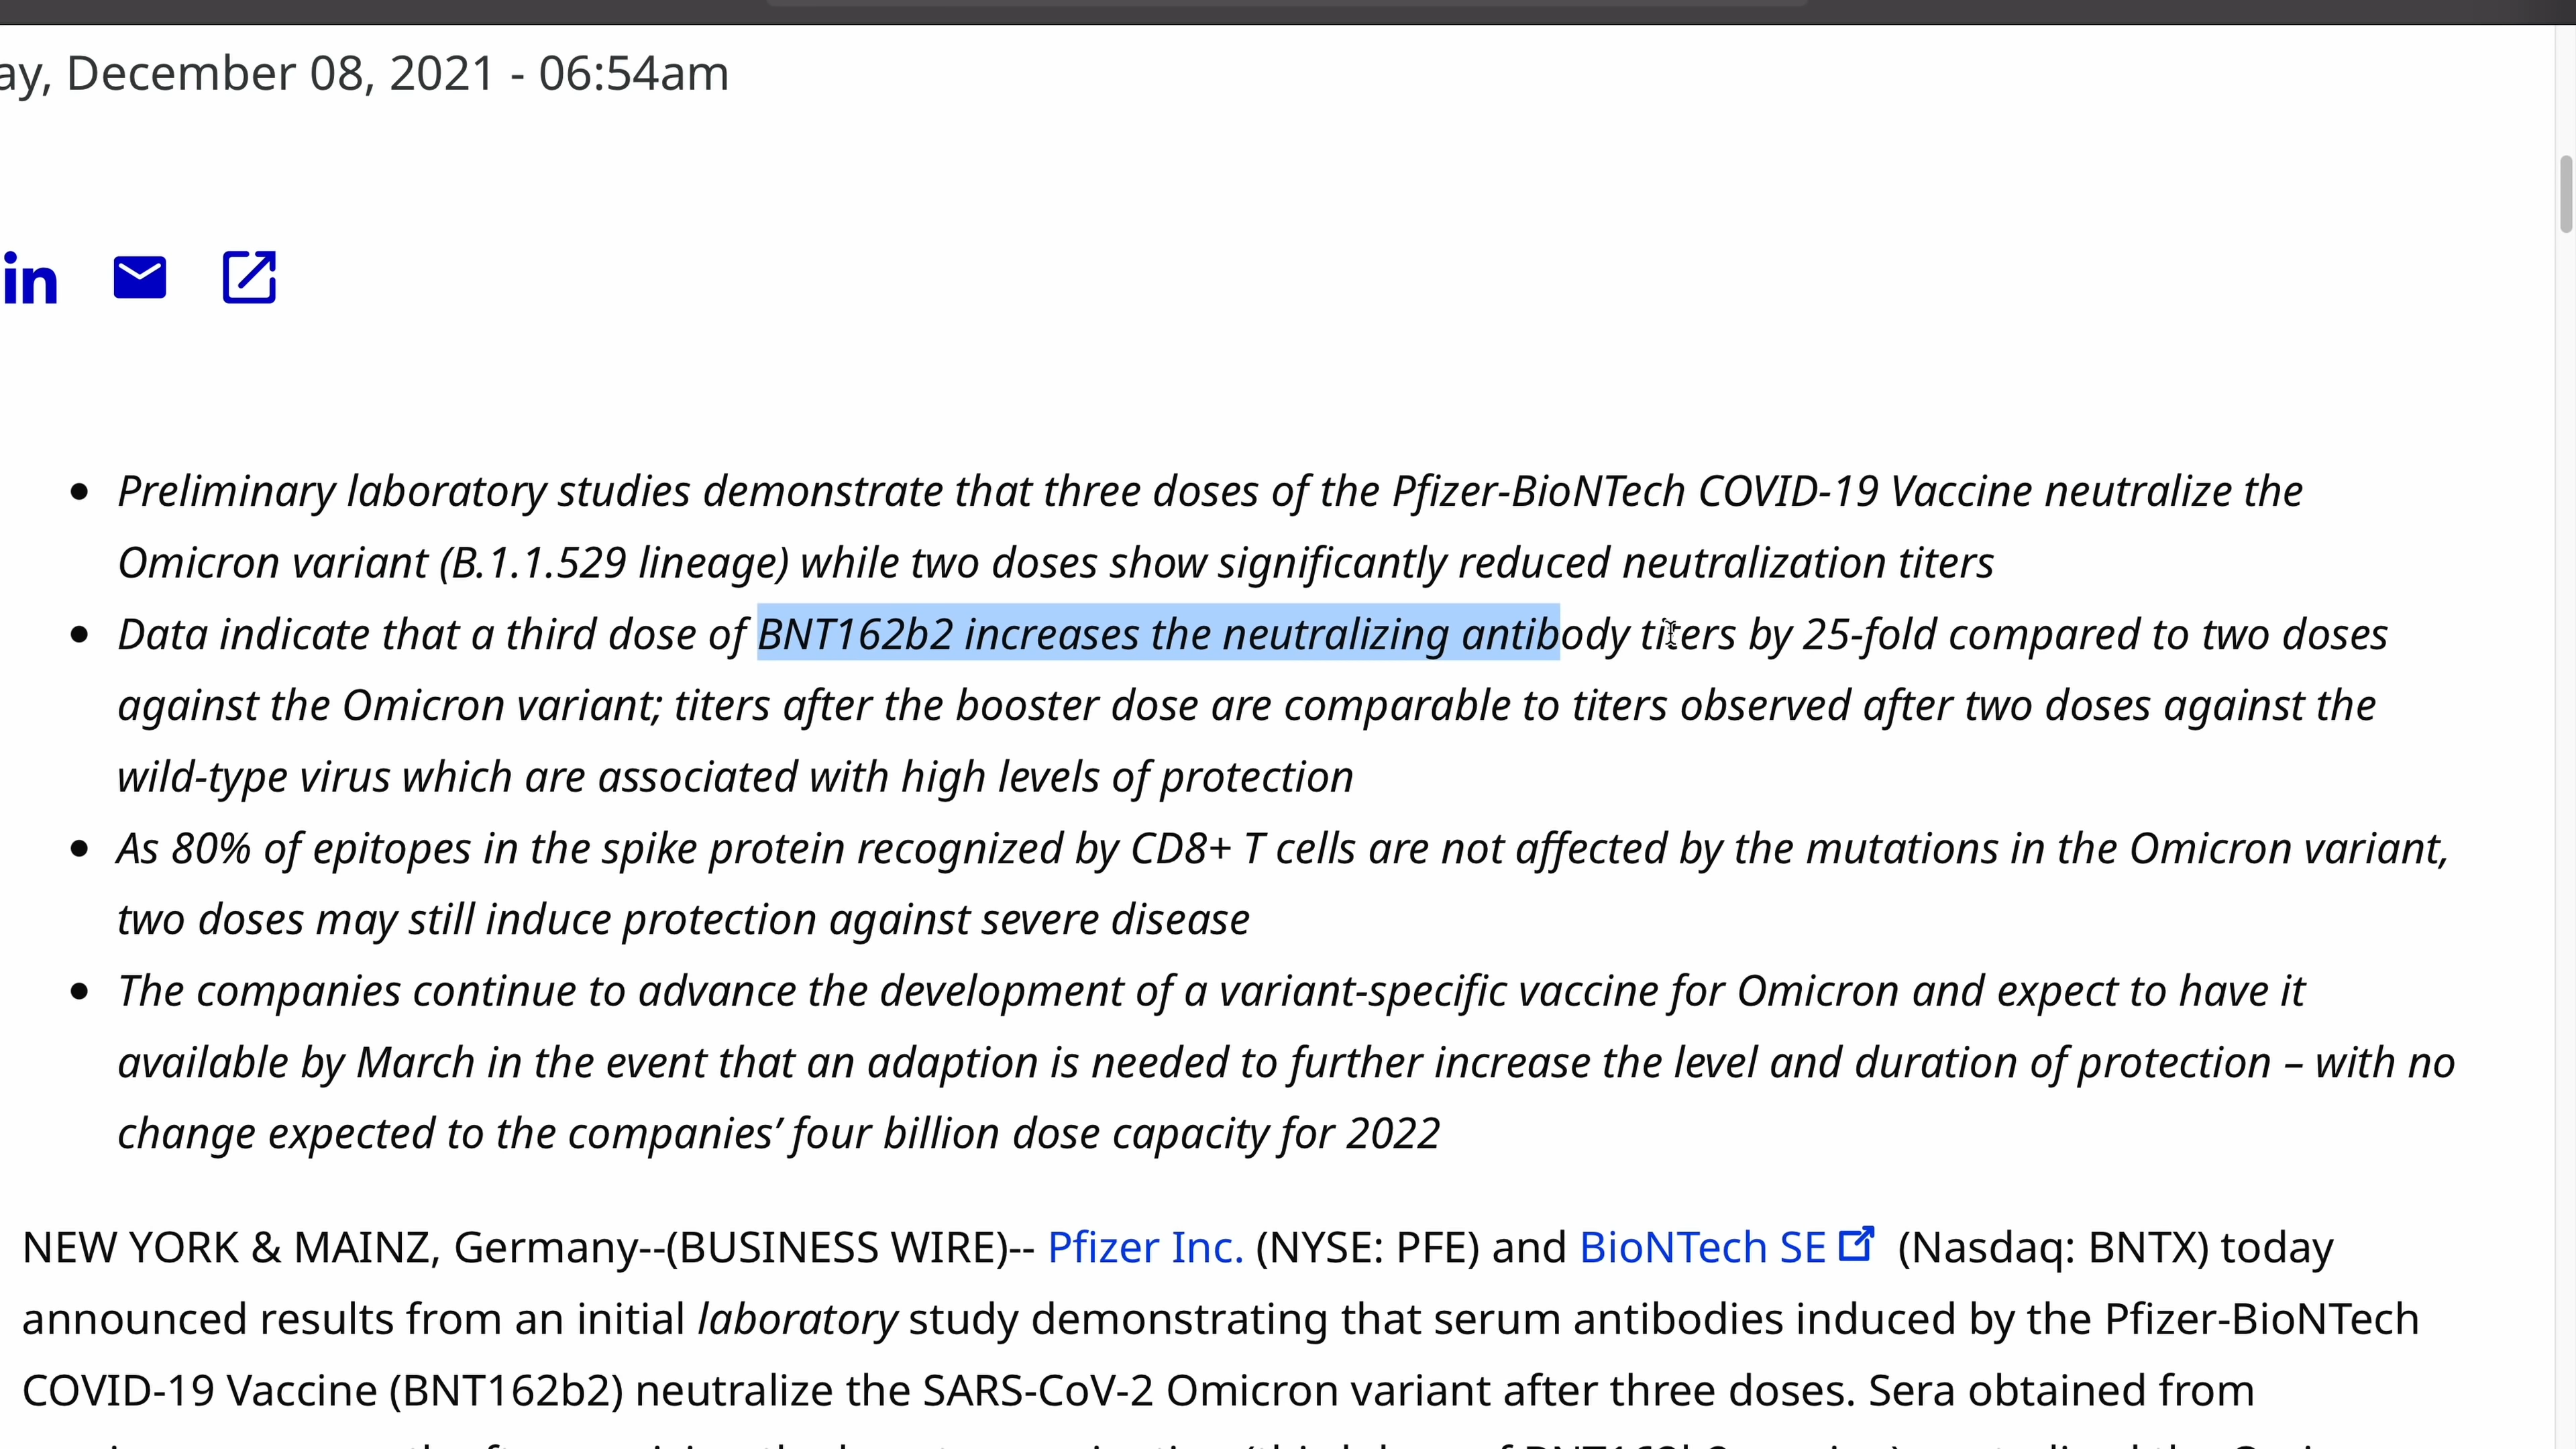 ay, December 08, 2021 - 06:54am
in
• Preliminary laboratory studies demonstrate that three doses of the Pfizer-BioNTech COVID-19 Vaccine neutralize the
Omicron variant (B.1.1.529 lineage) while two doses show significantly reduced neutralization titers
• Data indicate that a third dose of BNT162b2 increases the neutralizing antibody titers by 25-fold compared to two doses
against the Omicron variant; titers after the booster dose are comparable to titers observed after two doses against the
wild-type virus which are associated with high levels of protection
• As 80% of epitopes in the spike protein recognized by CD8+ T cells are not affected by the mutations in the Omicron variant,
two doses may still induce protection against severe disease
• The companies continue to advance the development of a variant-specific vaccine for Omicron and expect to have it
available by March in the event that an adaption is needed to further increase the level and duration of protection – with no
change expected to the companies’ four billion dose capacity for 2022
NEW YORK & MAINZ, Germany--(BUSINESS WIRE)-- Pfizer Inc. (NYSE: PFE) and BioNTech SE (Nasdaq: BNTX) today
announced results from an initial laboratory study demonstrating that serum antibodies induced by the Pfizer-BioNTech
COVID-19 Vaccine (BNT162b2) neutralize the SARS-CoV-2 Omicron variant after three doses. Sera obtained from